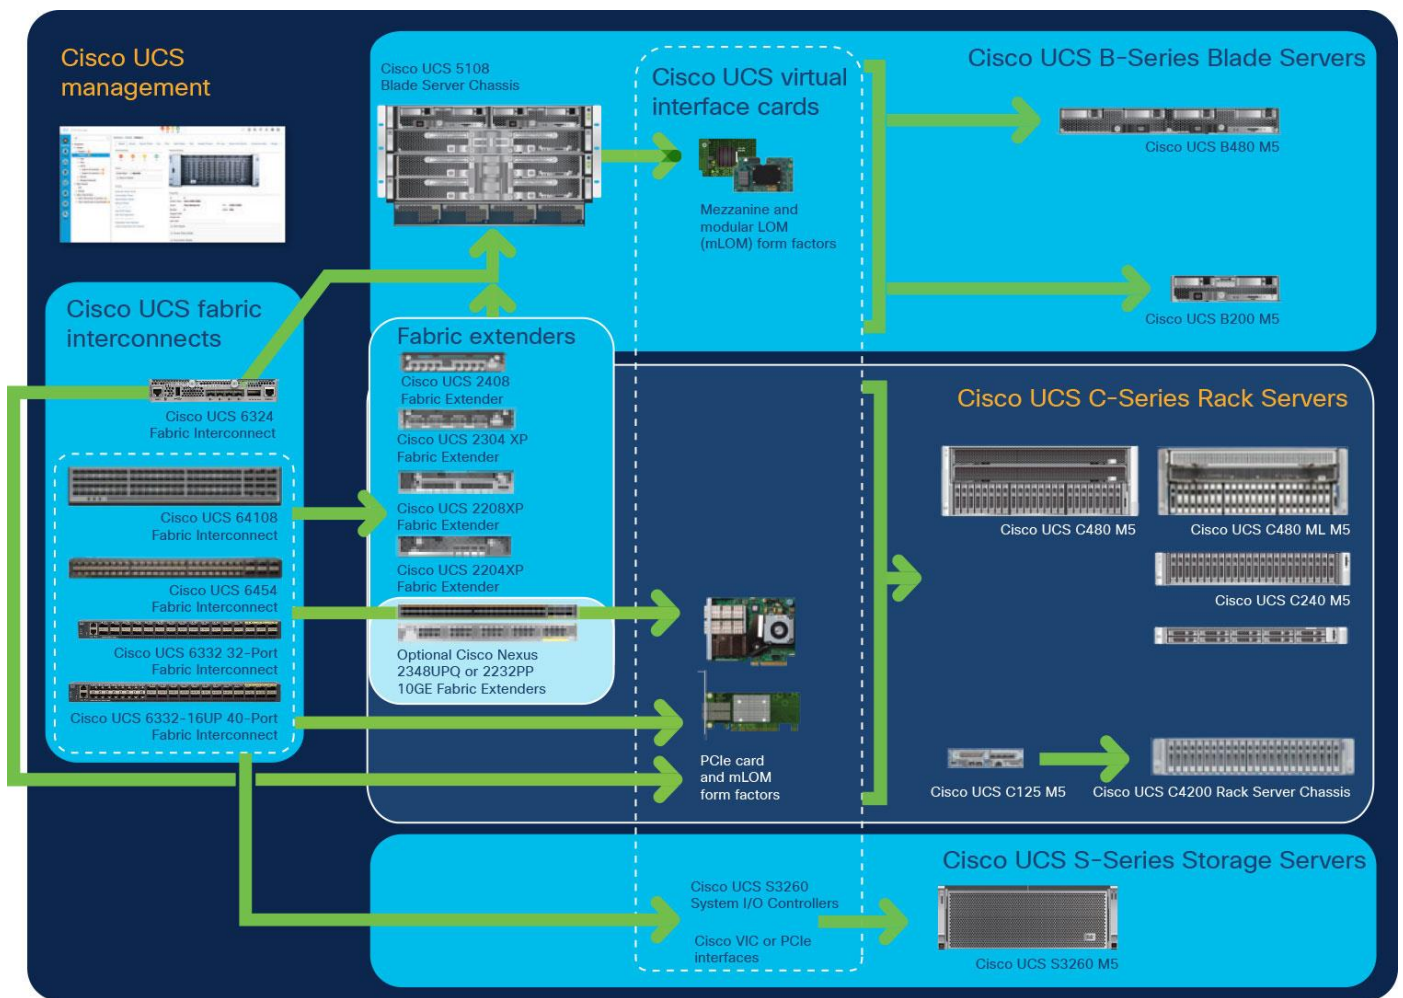 Cisco UCS
management
Cisco UCS 5108
Blade Server Chassis
Cisco UCS virtual
interface cards
Mezzanine and
modular LOM
(mLOM) form factors
Cisco UCS B-Series Blade Servers
Cisco UCS B480 M5
Cisco UCS B200 M5
Cisco UCS fabric
interconnects
Cisco UCS 6324
Fabric Interconnect
Cisco UCS 64108
Fabric Interconnect
Cisco UCS 6454
Fabric Interconnect
Cisco UCS 6332 32-Port
Fabric Interconnect
Cisco UCS 6332-16UP 40-Port
Fabric Interconnect
Fabric extenders
Cisco UCS 2408
Fabric Extender
Cisco UCS 2304 XP
Fabric Extender
Cisco UCS 2208XP
Fabric Extender
Cisco UCS 2204XP
Fabric Extender
Optional Cisco Nexus
2348UPQ or 2232PP
10GE Fabric Extenders
PCIe card
and mLOM
form factors
Cisco UCS C-Series Rack Servers
Cisco UCS C480 M5
Cisco UCS C480 ML M5
Cisco UCS C240 M5
Cisco UCS C125 M5
Cisco UCS C4200 Rack Server Chassis
Cisco UCS S-Series Storage Servers
Cisco UCS S3260
System I/O Controllers
Cisco VIC or PCIe
interfaces
Cisco UCS S3260 M5